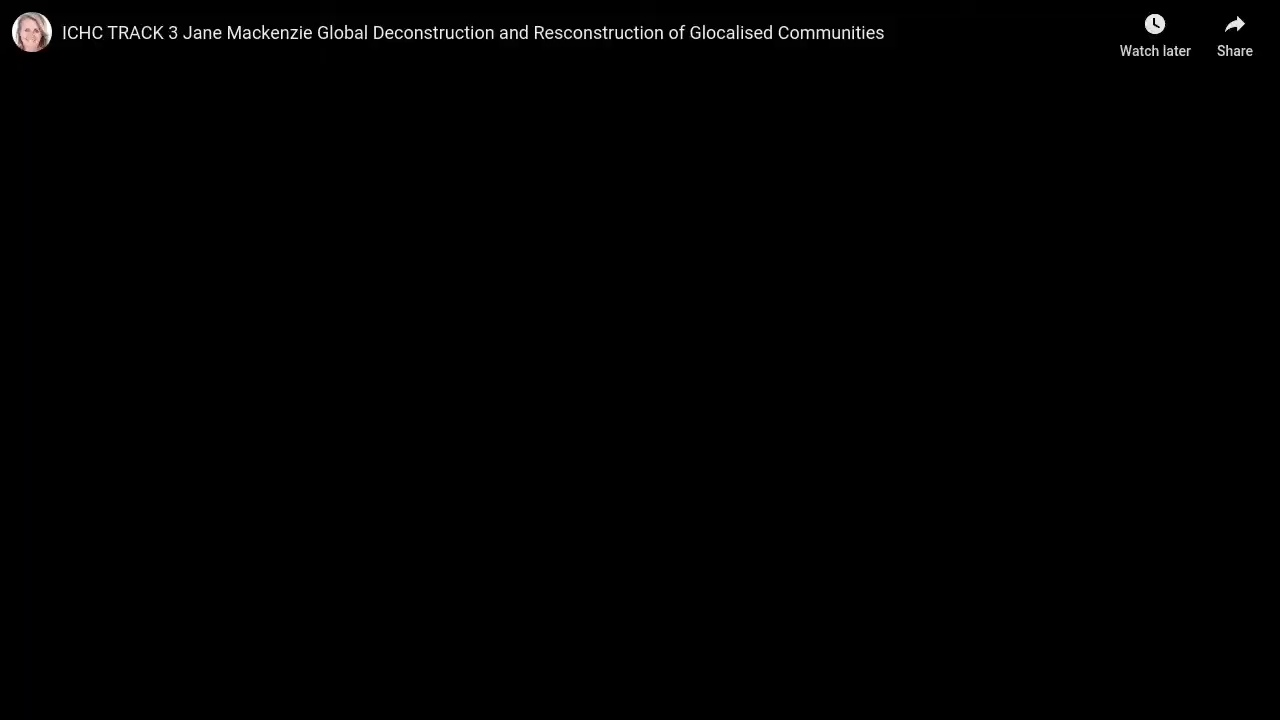 ICHC TRACK 3 Jane Mackenzie Global Deconstruction and Resconstruction of Glocalised Communities
Watch later
Share